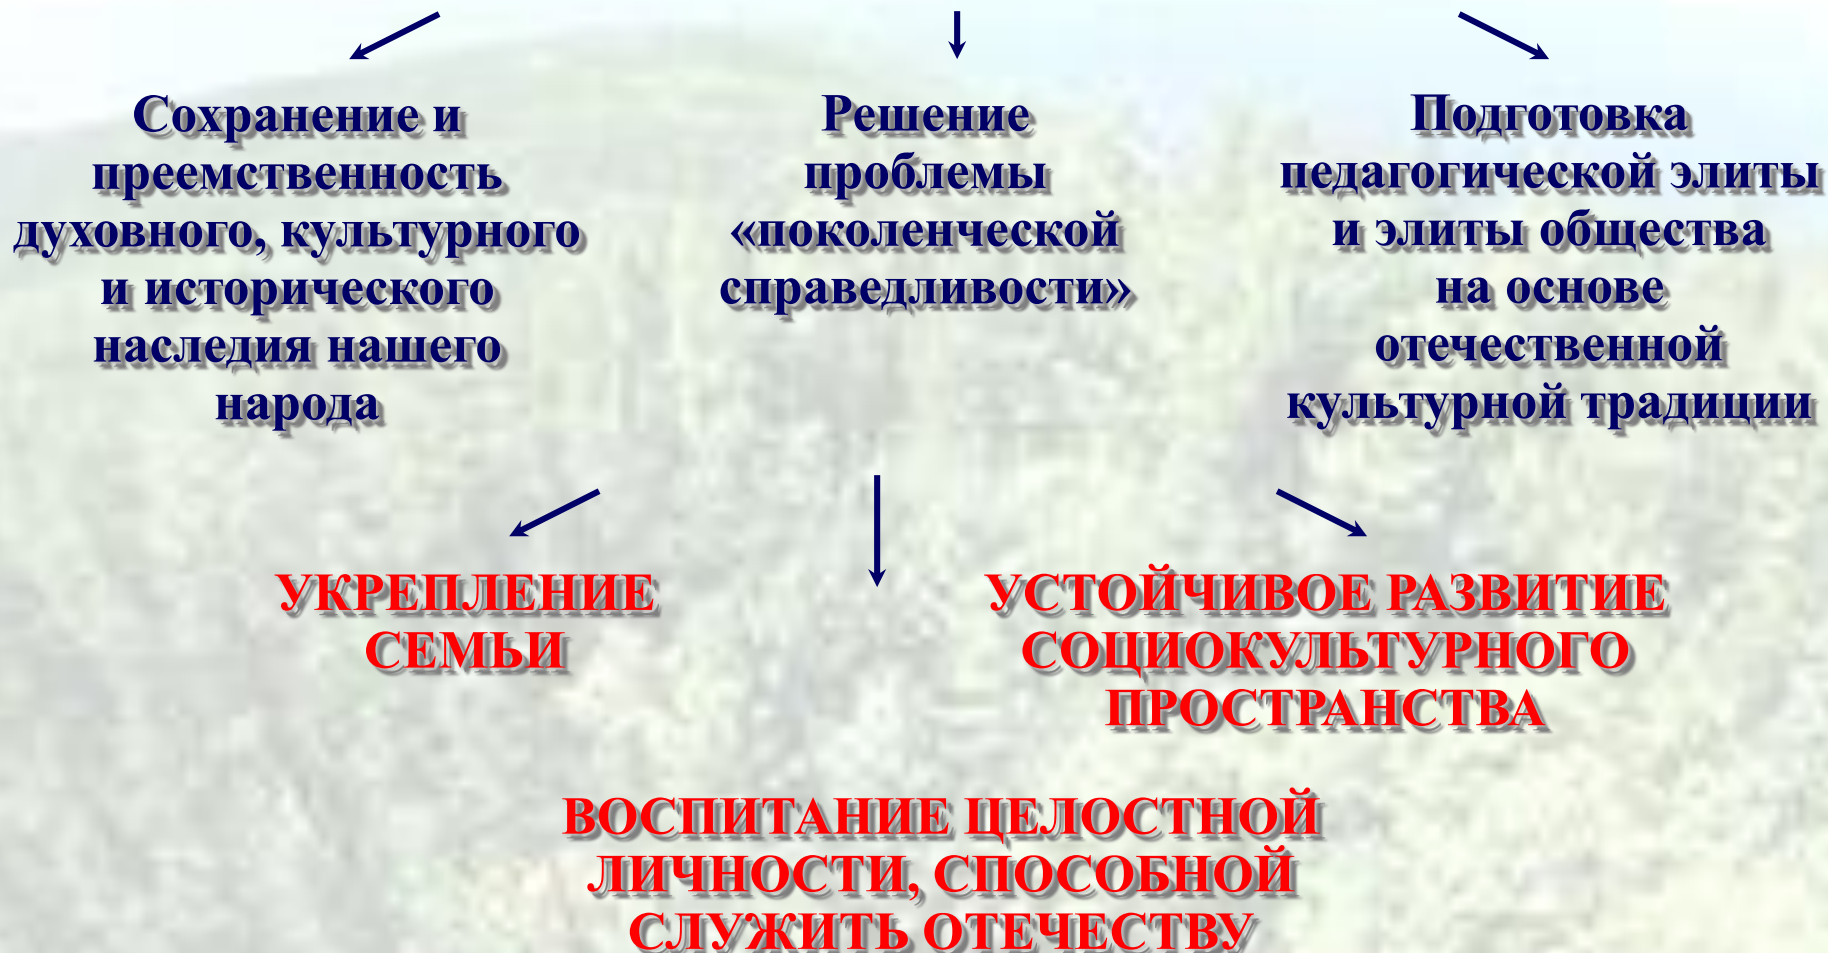 Сохранение и
преемственность
духовного, культурного
и исторического
наследия нашего
народа
Решение
проблемы
«поколенческой
справедливости»
Подготовка
педагогической элиты
и элиты общества
на основе
отечественной
культурной традиции
УКРЕПЛЕНИЕ
СЕМЬИ
УСТОЙЧИВОЕ РАЗВИТИЕ
СОЦИОКУЛЬТУРНОГО
ПРОСТРАНСТВА
ВОСПИТАНИЕ ЦЕЛОСТНОЙ
ЛИЧНОСТИ, СПОСОБНОЙ
СЛУЖИТЬ ОТЕЧЕСТВУ